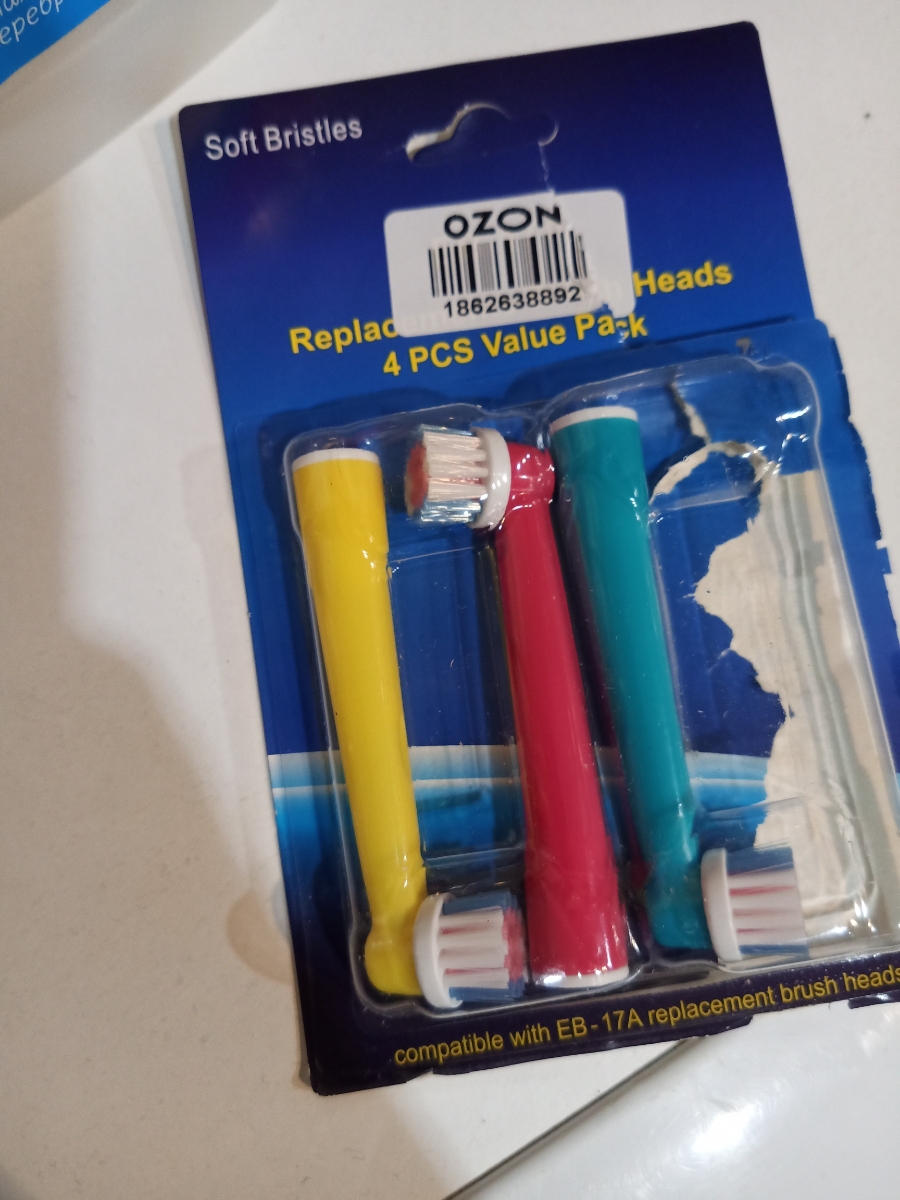 Soft Bristles
OZON
1862638892
Heads
4 PCS Value Pack
compatible with EB-17A replacement brush heads